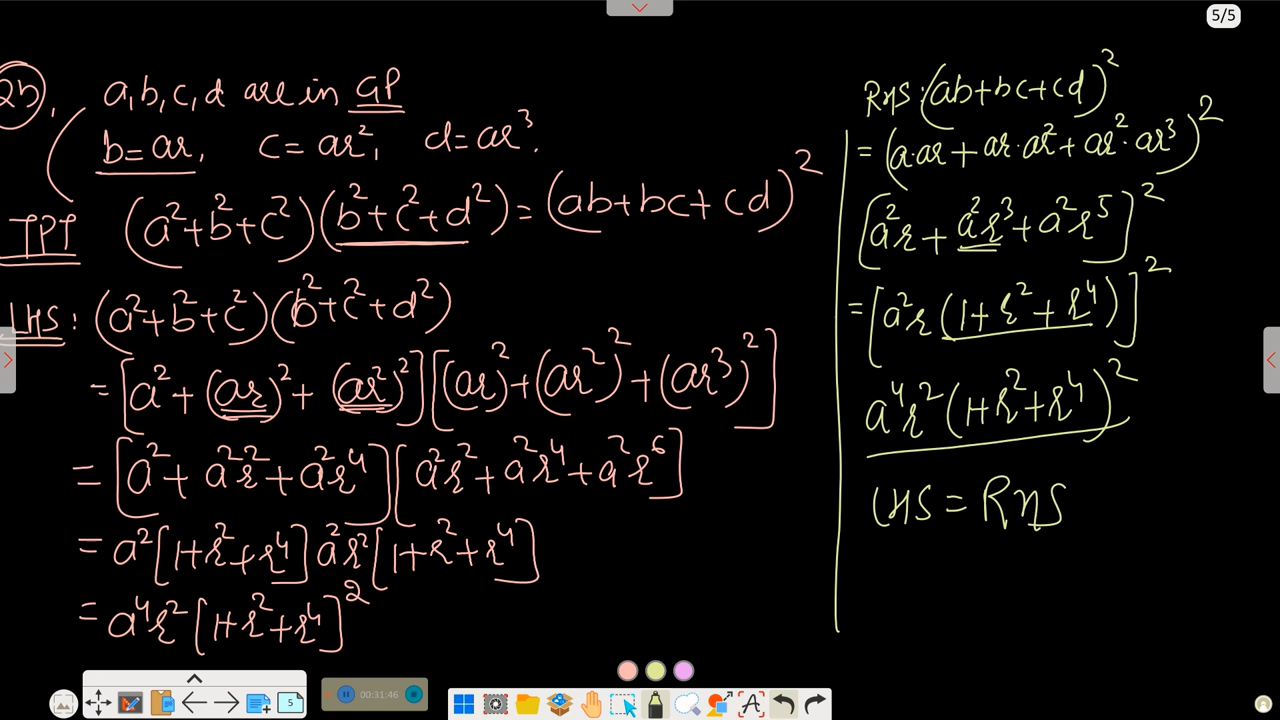 5/5
25, a,b,c,d are in GP
b=ar, c=ar², d=ar³.
TPT (a²+b²+c²)(b²+c²+d²)=(ab+bc+cd)²
LHS: (a²+b²+c²)(b²+c²+d²)
=[a²+(ar)²+(ar²)²][(ar)²+(ar²)²+(ar³)²]
=[a²+a²r²+a²r⁴][a²r²+a²r⁴+a²r⁶]
=a²[1+r²+r⁴]a²r²[1+r²+r⁴]
=a⁴r²[1+r²+r⁴]²
RHS:(ab+bc+cd)²
=(a·ar+ar·ar²+ar²·ar³)²
[a²r+a²r³+a²r⁵]²
=[a²r(1+r²+r⁴)]²
a⁴r²(1+r²+r⁴)²
LHS=RHS
5
00:31:46
A